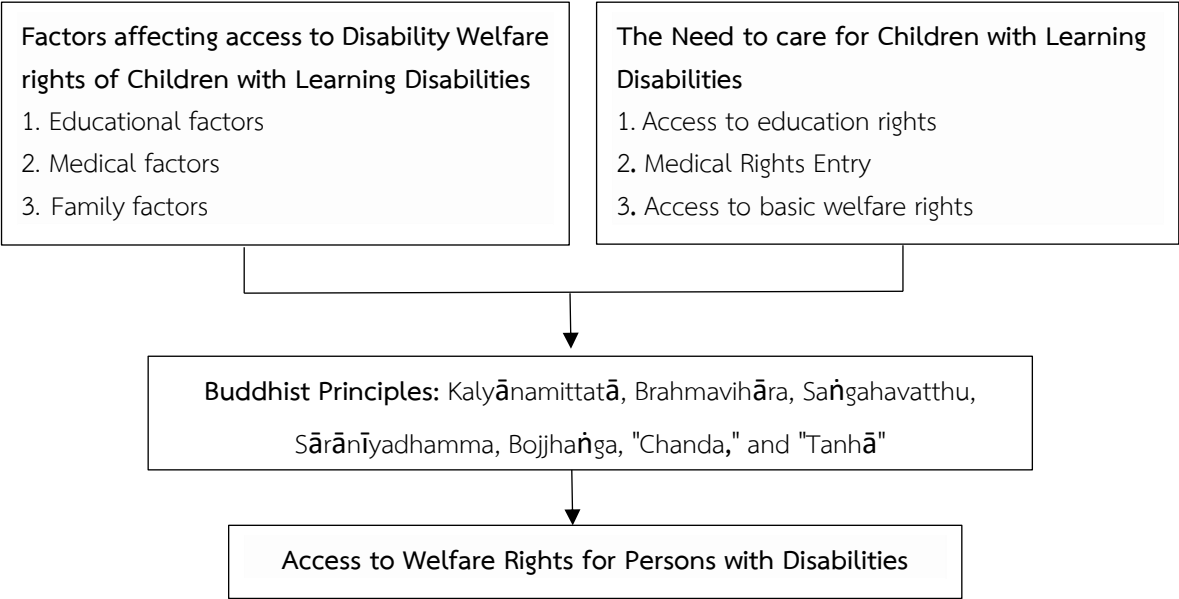 Factors affecting access to Disability Welfare
rights of Children with Learning Disabilities
1. Educational factors
2. Medical factors
3. Family factors
The Need to care for Children with Learning
Disabilities
1. Access to education rights
2. Medical Rights Entry
3. Access to basic welfare rights
Buddhist Principles: Kalyānamittatā, Brahmavihāra, Saṅgahavatthu,
Sārānīyadhamma, Bojjhaṅga, "Chanda," and "Tanhā"
Access to Welfare Rights for Persons with Disabilities